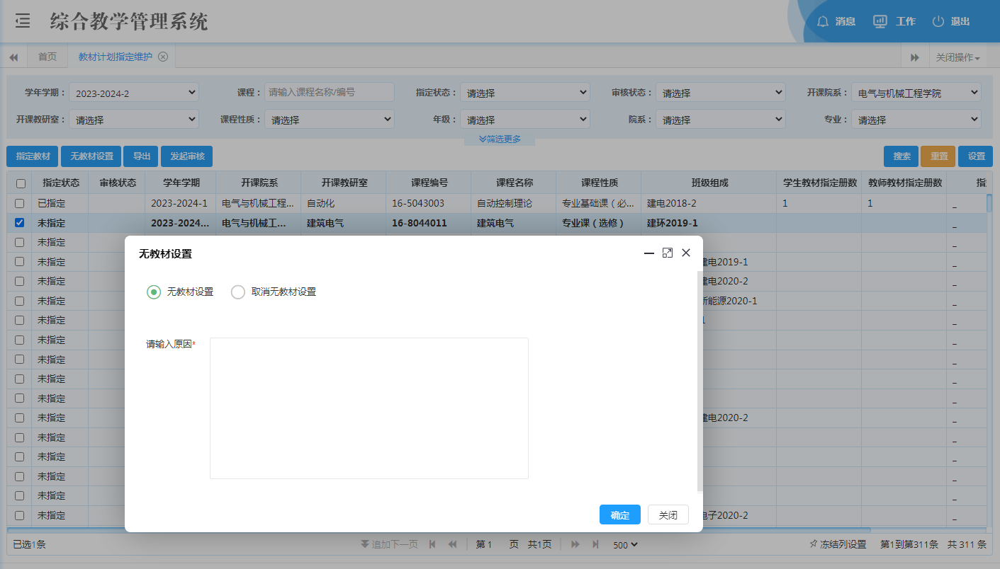 综合教学管理系统
消息 工作 退出
首页 教材计划指定维护 关闭操作
学年学期： 2023-2024-2 课程： 请输入课程名称/编号 指定状态： 请选择 审核状态： 请选择 开课院系： 电气与机械工程学院
开课教研室： 请选择 课程性质： 请选择 年级： 请选择 院系： 请选择 专业： 请选择
筛选更多
指定教材 无教材设置 导出 发起审核 搜索 重置 设置
指定状态 审核状态 学年学期 开课院系 开课教研室 课程编号 课程名称 课程性质 班级组成 学生教材指定册数 教师教材指定册数 指
已指定 2023-2024-1 电气与机械工程... 自动化 16-5043003 自动控制理论 专业基础课（必... 建电2018-2 1 1 _
未指定 2023-2024... 电气与机械工... 建筑电气 16-8044011 建筑电气 专业课（选修） 建环2019-1 _
未指定 _
未指定 建电2019-1 _
未指定 建电2020-2 _
未指定 新能源2020-1 _
未指定 1 _
未指定 _
未指定 _
未指定 _
未指定 _
未指定 建电2020-2 _
未指定 _
未指定 _
未指定 _
未指定 _
未指定 电子2020-2 _
无教材设置
无教材设置 取消无教材设置
请输入原因*
确定 关闭
已选1条 追加下一页 第 1 页 共1页 500 冻结列设置 第1到第311条 共 311 条